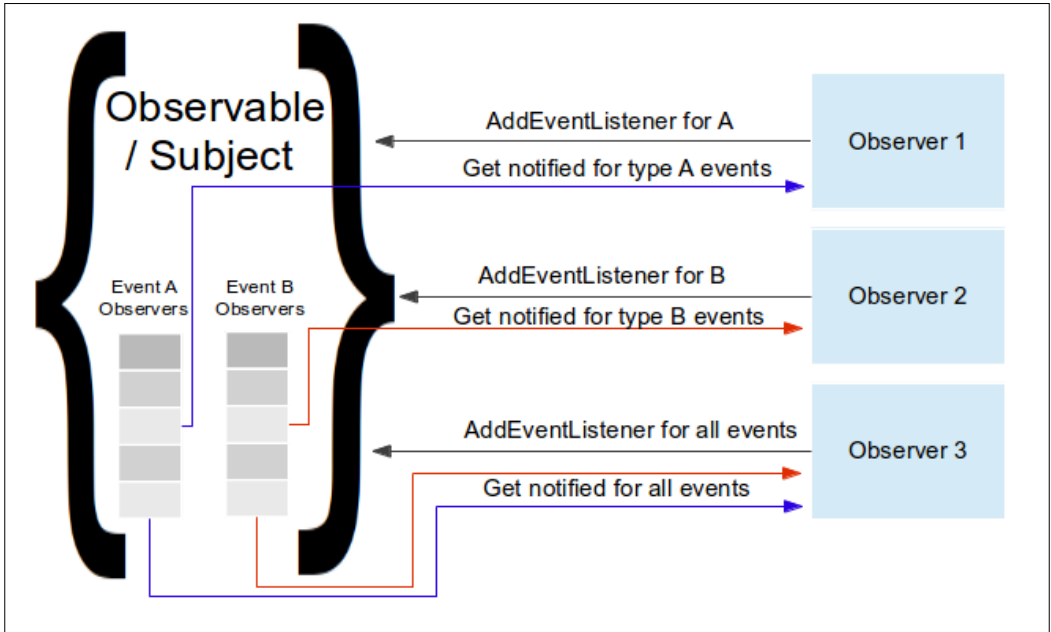 Observable
/ Subject
Event A
Observers
Event B
Observers
AddEventListener for A
Get notified for type A events
Observer 1
AddEventListener for B
Get notified for type B events
Observer 2
AddEventListener for all events
Get notified for all events
Observer 3